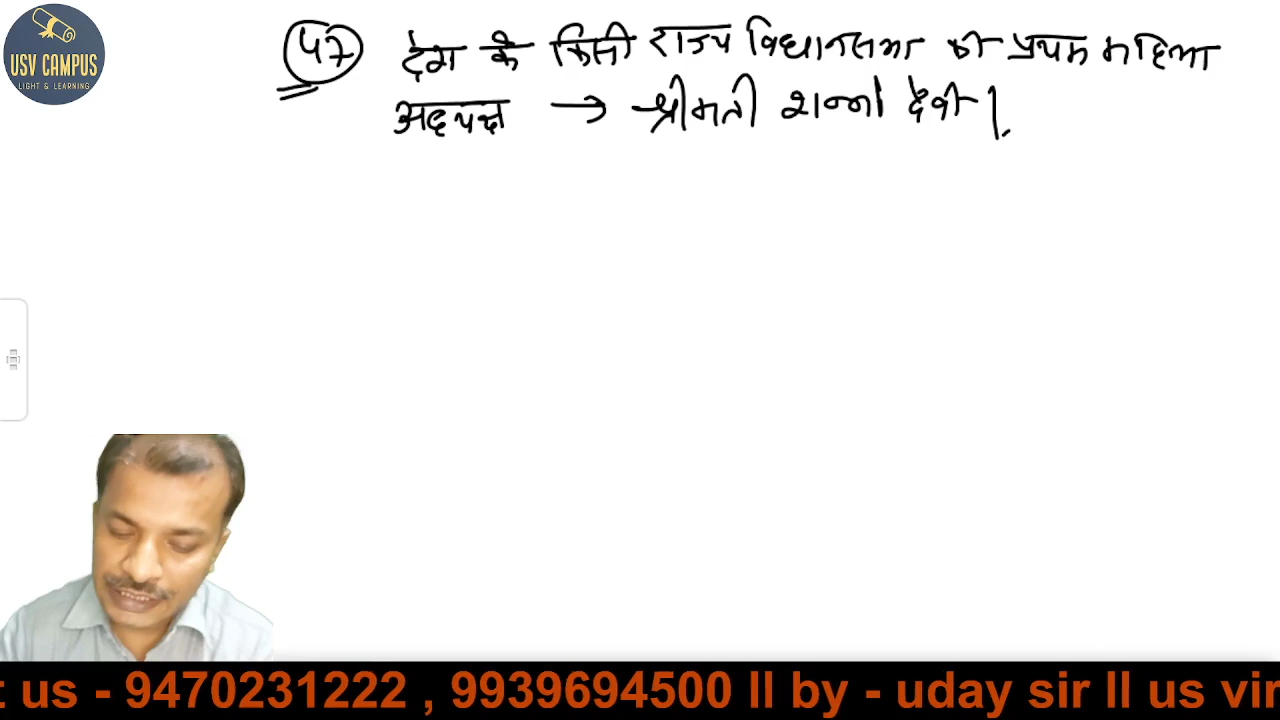 USV CAMPUS
LIGHT & LEARNING
47 देश के किसी राज्य विधानसभा की प्रथम महिला
अध्यक्ष → श्रीमती शन्नो देवी।
t us - 9470231222 , 9939694500 ll by - uday sir ll us vir